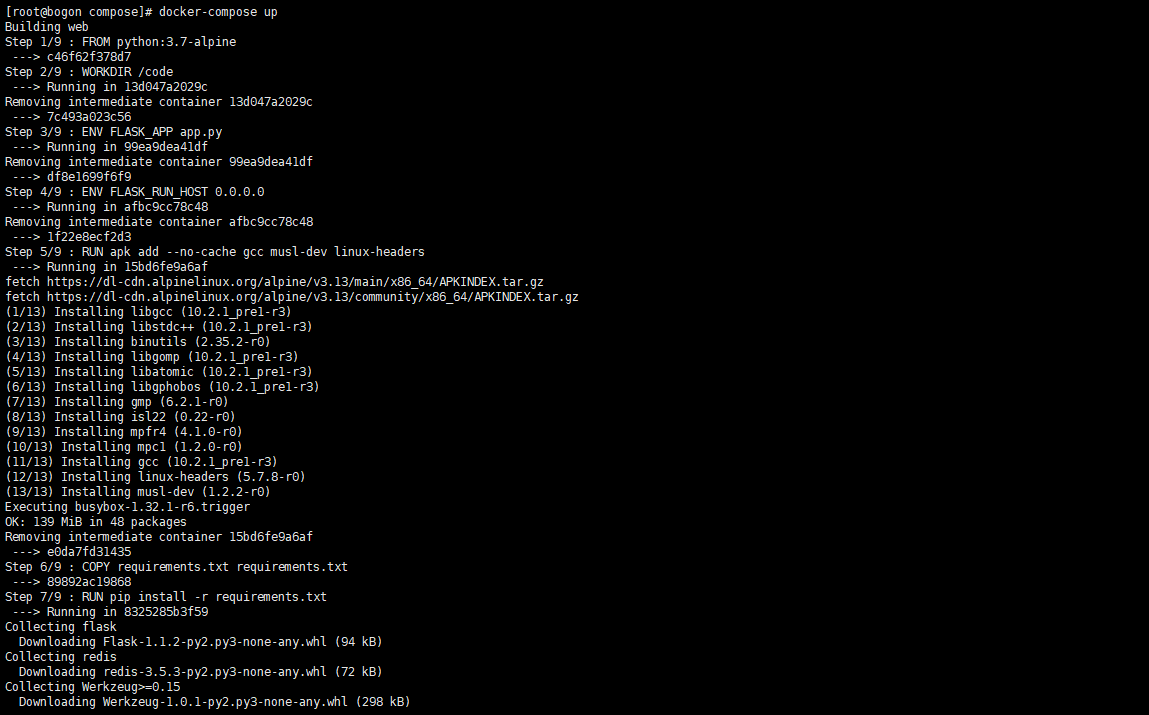 [root@bogon compose]# docker-compose up
Building web
Step 1/9 : FROM python:3.7-alpine
 ---> c46f62f378d7
Step 2/9 : WORKDIR /code
 ---> Running in 13d047a2029c
Removing intermediate container 13d047a2029c
 ---> 7c493a023c56
Step 3/9 : ENV FLASK_APP app.py
 ---> Running in 99ea9dea41df
Removing intermediate container 99ea9dea41df
 ---> df8e1699f6f9
Step 4/9 : ENV FLASK_RUN_HOST 0.0.0.0
 ---> Running in afbc9cc78c48
Removing intermediate container afbc9cc78c48
 ---> 1f22e8ecf2d3
Step 5/9 : RUN apk add --no-cache gcc musl-dev linux-headers
 ---> Running in 15bd6fe9a6af
fetch https://dl-cdn.alpinelinux.org/alpine/v3.13/main/x86_64/APKINDEX.tar.gz
fetch https://dl-cdn.alpinelinux.org/alpine/v3.13/community/x86_64/APKINDEX.tar.gz
(1/13) Installing libgcc (10.2.1_pre1-r3)
(2/13) Installing libstdc++ (10.2.1_pre1-r3)
(3/13) Installing binutils (2.35.2-r0)
(4/13) Installing libgomp (10.2.1_pre1-r3)
(5/13) Installing libatomic (10.2.1_pre1-r3)
(6/13) Installing libgphobos (10.2.1_pre1-r3)
(7/13) Installing gmp (6.2.1-r0)
(8/13) Installing isl22 (0.22-r0)
(9/13) Installing mpfr4 (4.1.0-r0)
(10/13) Installing mpc1 (1.2.0-r0)
(11/13) Installing gcc (10.2.1_pre1-r3)
(12/13) Installing linux-headers (5.7.8-r0)
(13/13) Installing musl-dev (1.2.2-r0)
Executing busybox-1.32.1-r6.trigger
OK: 139 MiB in 48 packages
Removing intermediate container 15bd6fe9a6af
 ---> e0da7fd31435
Step 6/9 : COPY requirements.txt requirements.txt
 ---> 89892ac19868
Step 7/9 : RUN pip install -r requirements.txt
 ---> Running in 8325285b3f59
Collecting flask
  Downloading Flask-1.1.2-py2.py3-none-any.whl (94 kB)
Collecting redis
  Downloading redis-3.5.3-py2.py3-none-any.whl (72 kB)
Collecting Werkzeug>=0.15
  Downloading Werkzeug-1.0.1-py2.py3-none-any.whl (298 kB)